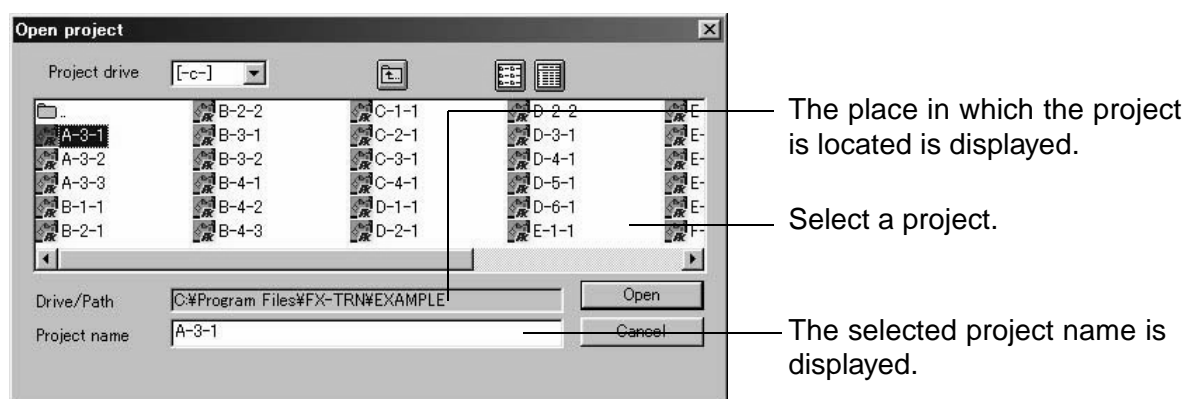 Open project
Project drive [-c-]
.. B-2-2 C-1-1 D-2-2 E
A-3-1 B-3-1 C-2-1 D-3-1 E-
A-3-2 B-3-2 C-3-1 D-4-1 E-
A-3-3 B-4-1 C-4-1 D-5-1 E-
B-1-1 B-4-2 D-1-1 D-6-1 E-
B-2-1 B-4-3 D-2-1 E-1-1 F-
Drive/Path C:¥Program Files¥FX-TRN¥EXAMPLE Open
Project name A-3-1 Cancel
The place in which the project
is located is displayed.
Select a project.
The selected project name is
displayed.